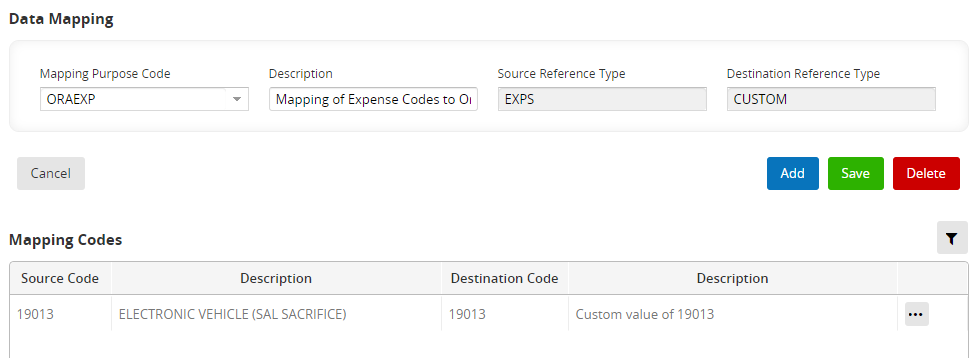 Data Mapping
Mapping Purpose Code Description Source Reference Type Destination Reference Type
ORAEXP Mapping of Expense Codes to Or EXPS CUSTOM
Cancel Add Save Delete
Mapping Codes
Source Code Description Destination Code Description
19013 ELECTRONIC VEHICLE (SAL SACRIFICE) 19013 Custom value of 19013